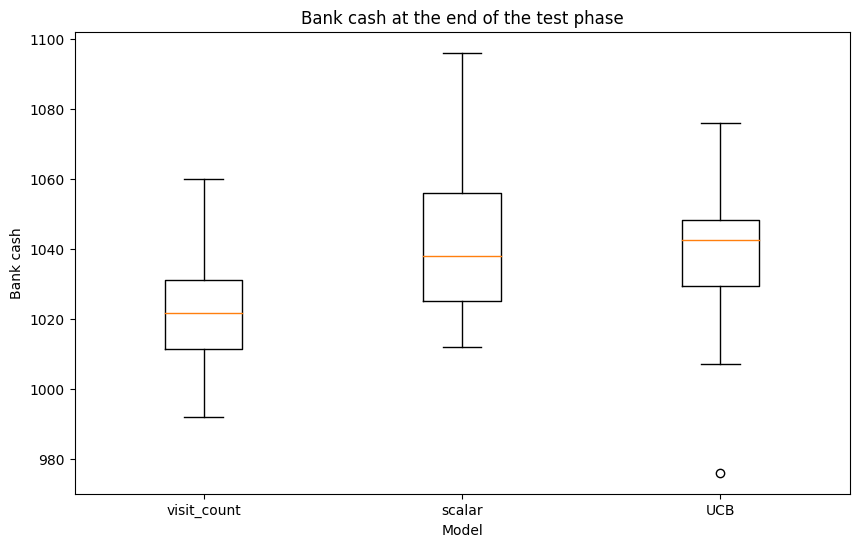 Bank cash at the end of the test phase
1100
1080
1060
1040
1020
1000
980
Bank cash
visit_count
scalar
UCB
Model